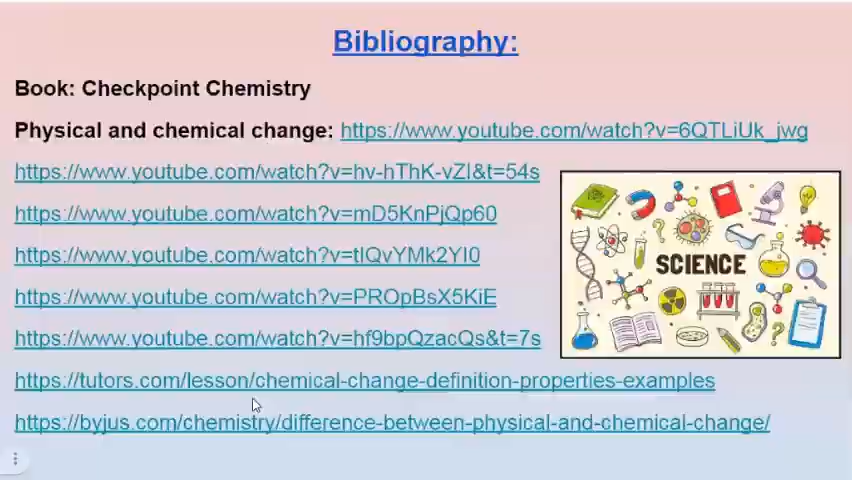 Bibliography:
Book: Checkpoint Chemistry
Physical and chemical change: https://www.youtube.com/watch?v=6QTLiUk_jwg
https://www.youtube.com/watch?v=hv-hThK-vZI&t=54s
https://www.youtube.com/watch?v=mD5KnPjQp60
https://www.youtube.com/watch?v=tIQvYMk2YI0
https://www.youtube.com/watch?v=PROpBsX5KiE
https://www.youtube.com/watch?v=hf9bpQzacQs&t=7s
https://tutors.com/lesson/chemical-change-definition-properties-examples
https://byjus.com/chemistry/difference-between-physical-and-chemical-change/
SCIENCE